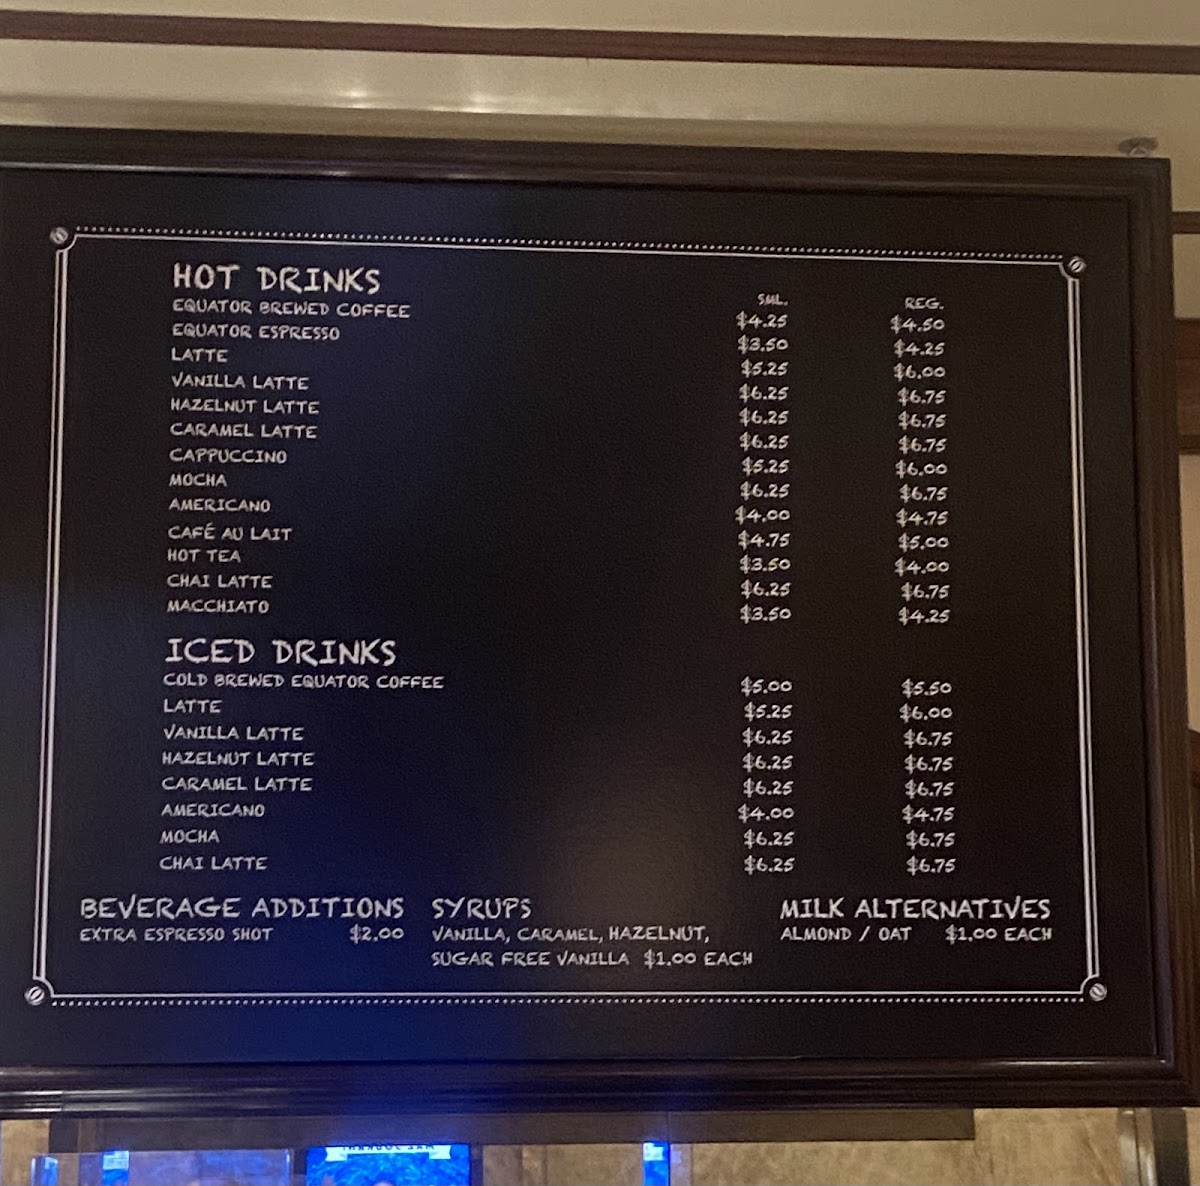 HOT DRINKS
SML. REG.
EQUATOR BREWED COFFEE $4.25 $4.50
EQUATOR ESPRESSO $3.50 $4.25
LATTE $5.25 $6.00
VANILLA LATTE $6.25 $6.75
HAZELNUT LATTE $6.25 $6.75
CARAMEL LATTE $6.25 $6.75
CAPPUCCINO $5.25 $6.00
MOCHA $6.25 $6.75
AMERICANO $4.00 $4.75
CAFÉ AU LAIT $4.75 $5.00
HOT TEA $3.50 $4.00
CHAI LATTE $6.25 $6.75
MACCHIATO $3.50 $4.25
ICED DRINKS
COLD BREWED EQUATOR COFFEE $5.00 $5.50
LATTE $5.25 $6.00
VANILLA LATTE $6.25 $6.75
HAZELNUT LATTE $6.25 $6.75
CARAMEL LATTE $6.25 $6.75
AMERICANO $4.00 $4.75
MOCHA $6.25 $6.75
CHAI LATTE $6.25 $6.75
BEVERAGE ADDITIONS
EXTRA ESPRESSO SHOT $2.00
SYRUPS
VANILLA, CARAMEL, HAZELNUT,
SUGAR FREE VANILLA $1.00 EACH
MILK ALTERNATIVES
ALMOND / OAT $1.00 EACH